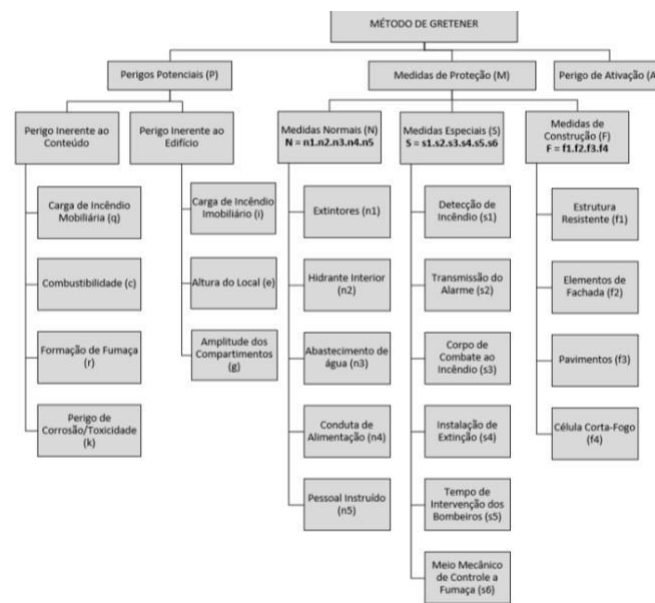 MÉTODO DE GRETENER
Perigos Potenciais (P)
Medidas de Proteção (M)
Perigo de Ativação (A
Perigo Inerente ao
Conteúdo
Perigo Inerente ao
Edifício
Medidas Normais (N)
N = n1.n2.n3.n4.n5
Medidas Especiais (S)
S = s1.s2.s3.s4.s5.s6
Medidas de
Construção (F)
F = f1.f2.f3.f4
Carga de Incêndio
Mobiliária (q)
Combustibilidade (c)
Formação de Fumaça
(r)
Perigo de
Corrosão/Toxicidade
(k)
Carga de Incêndio
Imobiliário (i)
Altura do Local (e)
Amplitude dos
Compartimentos
(g)
Extintores (n1)
Hidrante Interior
(n2)
Abastecimento de
água (n3)
Conduta de
Alimentação (n4)
Pessoal Instruído
(n5)
Detecção de
Incêndio (s1)
Transmissão do
Alarme (s2)
Corpo de
Combate ao
Incêndio (s3)
Instalação de
Extinção (s4)
Tempo de
Intervenção dos
Bombeiros (s5)
Meio Mecânico
de Controle a
Fumaça (s6)
Estrutura
Resistente (f1)
Elementos de
Fachada (f2)
Pavimentos (f3)
Célula Corta-Fogo
(f4)